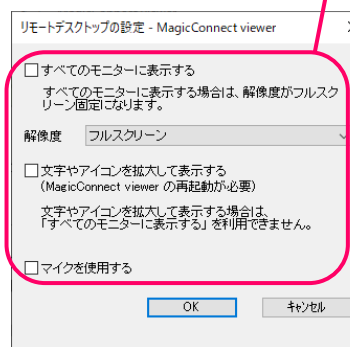 リモートデスクトップの設定 - MagicConnect viewer
すべてのモニターに表示する
すべてのモニターに表示する場合は、解像度がフルスク
リーン固定になります。
解像度 フルスクリーン
文字やアイコンを拡大して表示する
(MagicConnect viewer の再起動が必要)
文字やアイコンを拡大して表示する場合は、
「すべてのモニターに表示する」を利用できません。
マイクを使用する
OK キャンセル